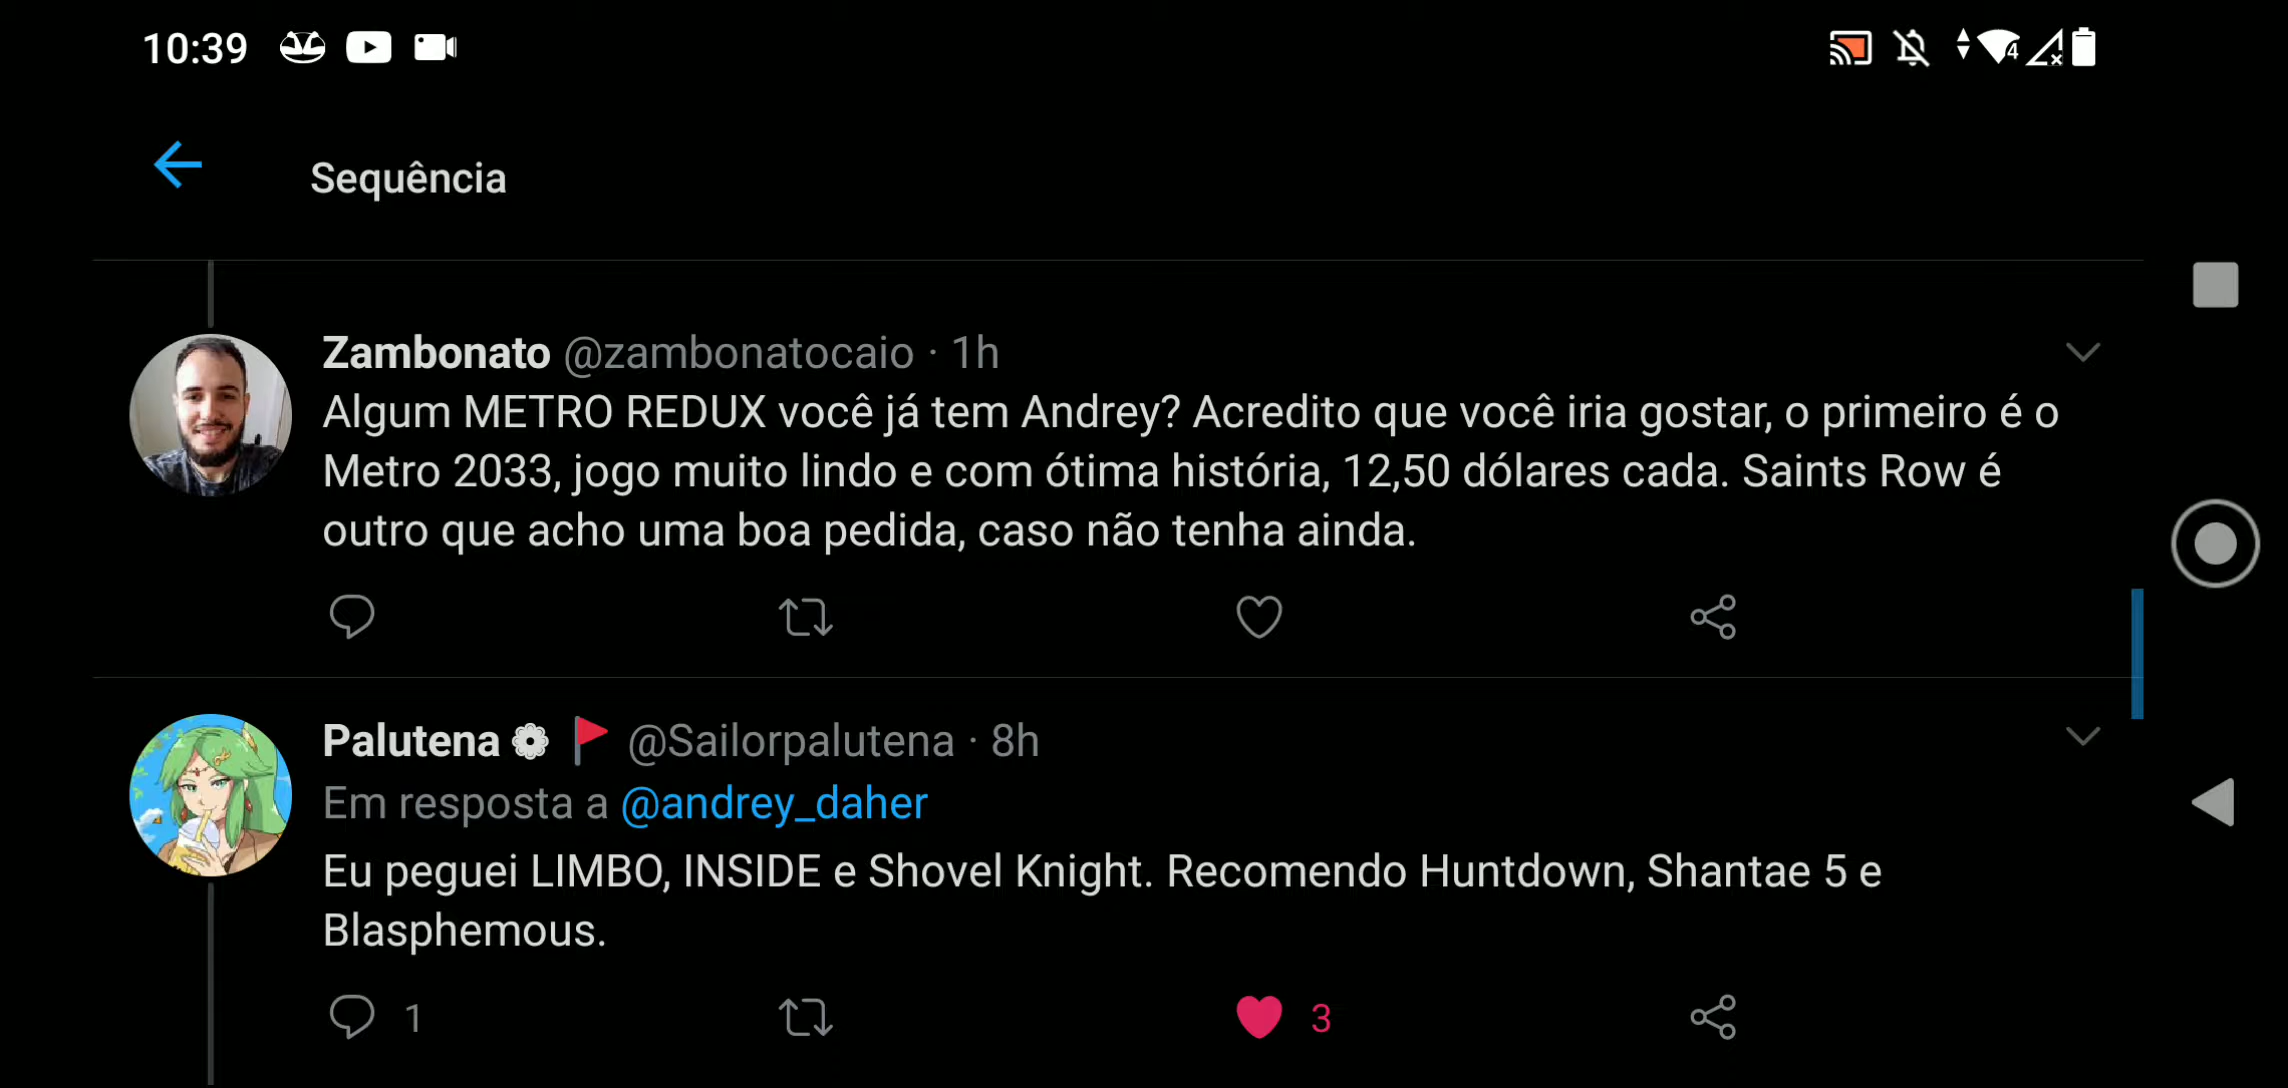 10:39
4
Sequência
Zambonato @zambonatocaio · 1h
Algum METRO REDUX você já tem Andrey? Acredito que você iria gostar, o primeiro é o
Metro 2033, jogo muito lindo e com ótima história, 12,50 dólares cada. Saints Row é
outro que acho uma boa pedida, caso não tenha ainda.
Palutena @Sailorpalutena · 8h
Em resposta a @andrey_daher
Eu peguei LIMBO, INSIDE e Shovel Knight. Recomendo Huntdown, Shantae 5 e
Blasphemous.
1
3